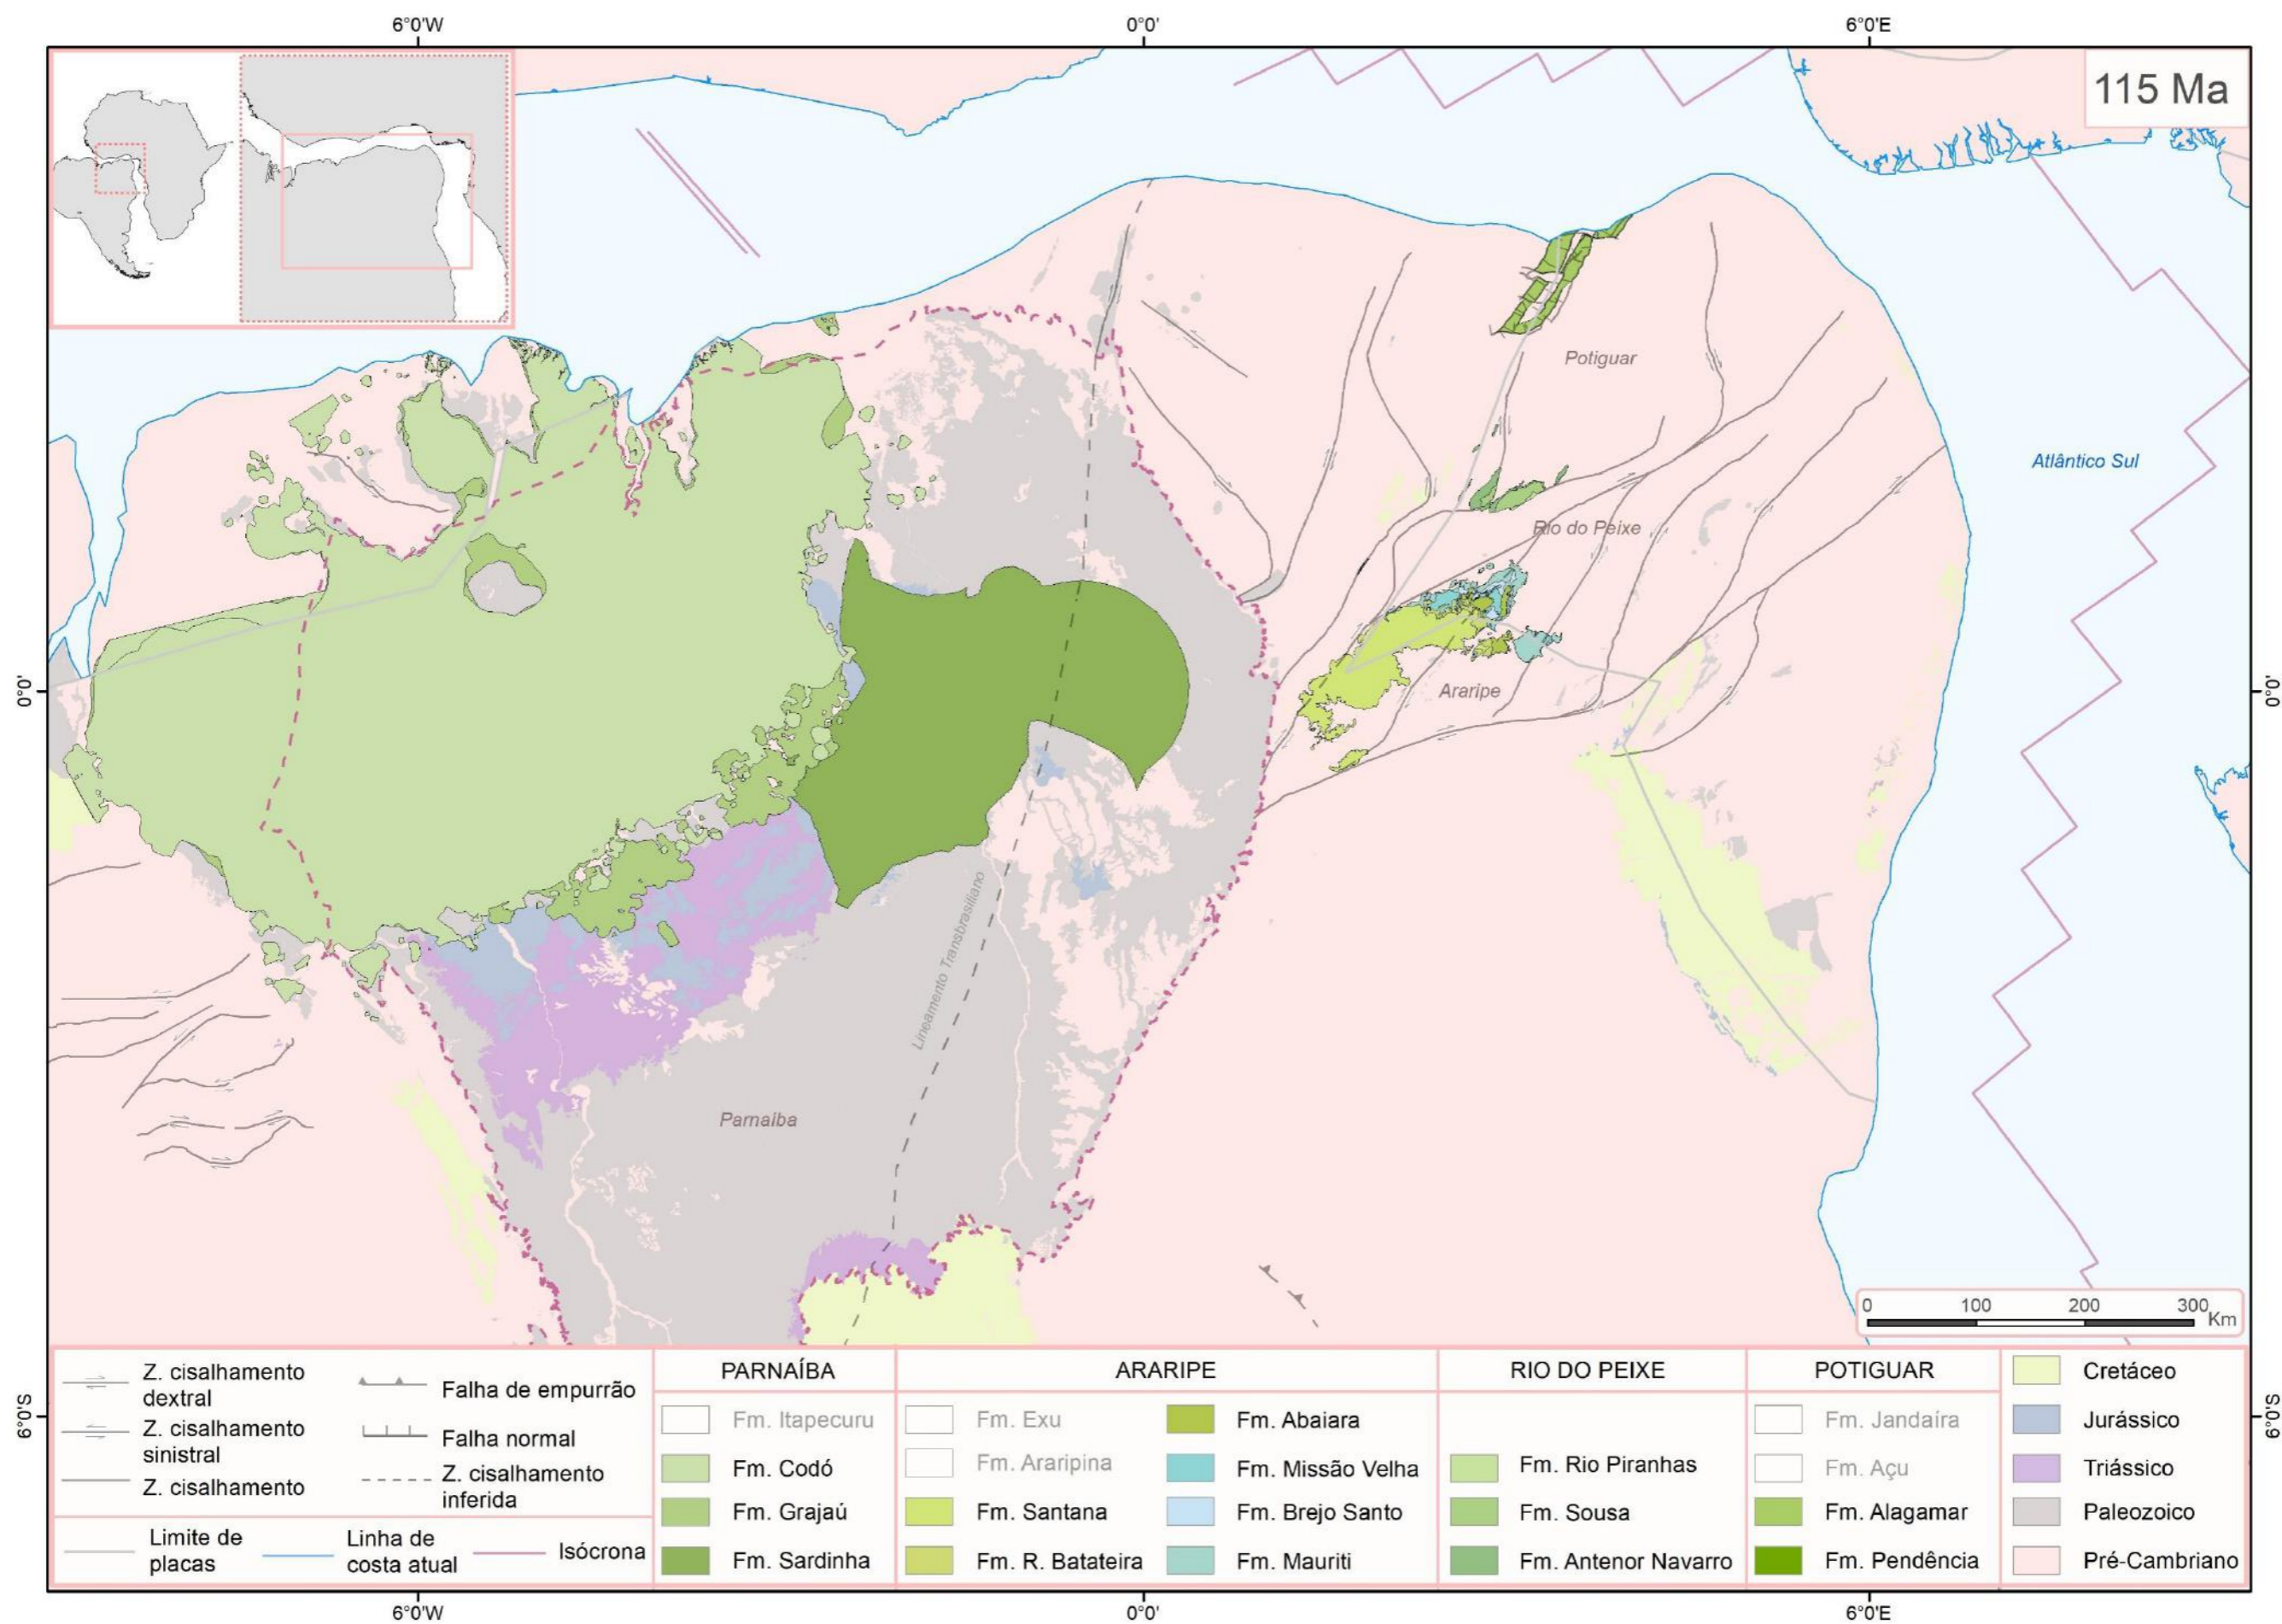 6°0'W
0°0'
6°0'E
115 Ma
Potiguar
Atlântico Sul
Rio do Peixe
0°0'
Araripe
0°0'
Lineamento Transbrasiliano
Parnaíba
0 100 200 300 Km
6°0'S
6°0'S
Z. cisalhamento
dextral
Z. cisalhamento
sinistral
Z. cisalhamento
Falha de empurrão
Falha normal
Z. cisalhamento
inferida
Limite de
placas
Linha de
costa atual
Isócrona
PARNAÍBA
Fm. Itapecuru
Fm. Codó
Fm. Grajaú
Fm. Sardinha
ARARIPE
Fm. Exu
Fm. Araripina
Fm. Santana
Fm. R. Batateira
Fm. Abaiara
Fm. Missão Velha
Fm. Brejo Santo
Fm. Mauriti
RIO DO PEIXE
Fm. Rio Piranhas
Fm. Sousa
Fm. Antenor Navarro
POTIGUAR
Fm. Jandaíra
Fm. Açu
Fm. Alagamar
Fm. Pendência
Cretáceo
Jurássico
Triássico
Paleozoico
Pré-Cambriano
6°0'W
0°0'
6°0'E